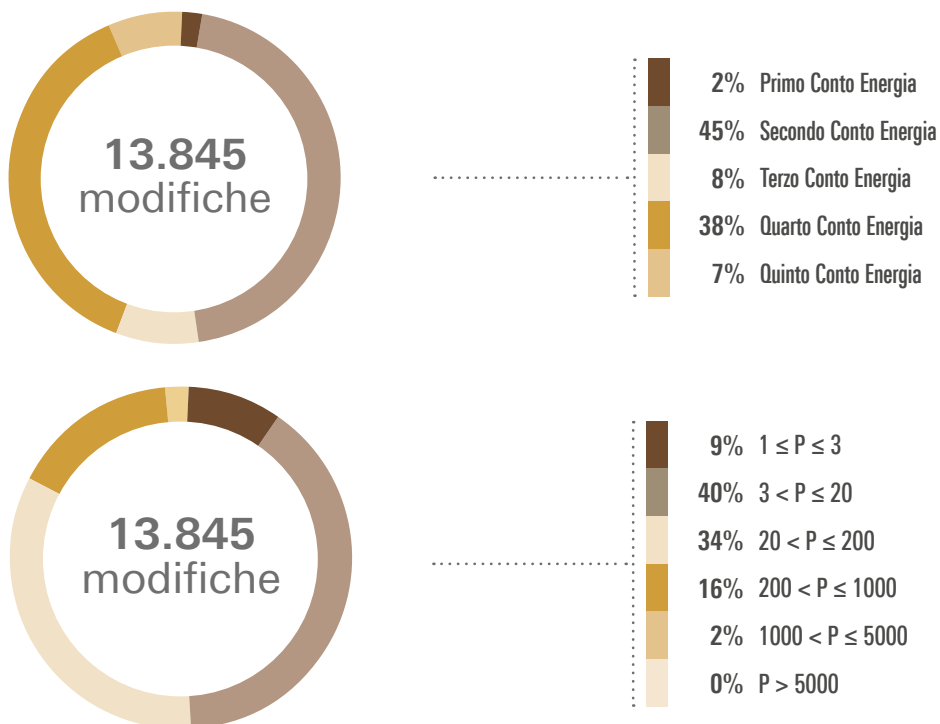 13.845
modifiche
2% Primo Conto Energia
45% Secondo Conto Energia
8% Terzo Conto Energia
38% Quarto Conto Energia
7% Quinto Conto Energia
13.845
modifiche
9% 1 ≤ P ≤ 3
40% 3 < P ≤ 20
34% 20 < P ≤ 200
16% 200 < P ≤ 1000
2% 1000 < P ≤ 5000
0% P > 5000